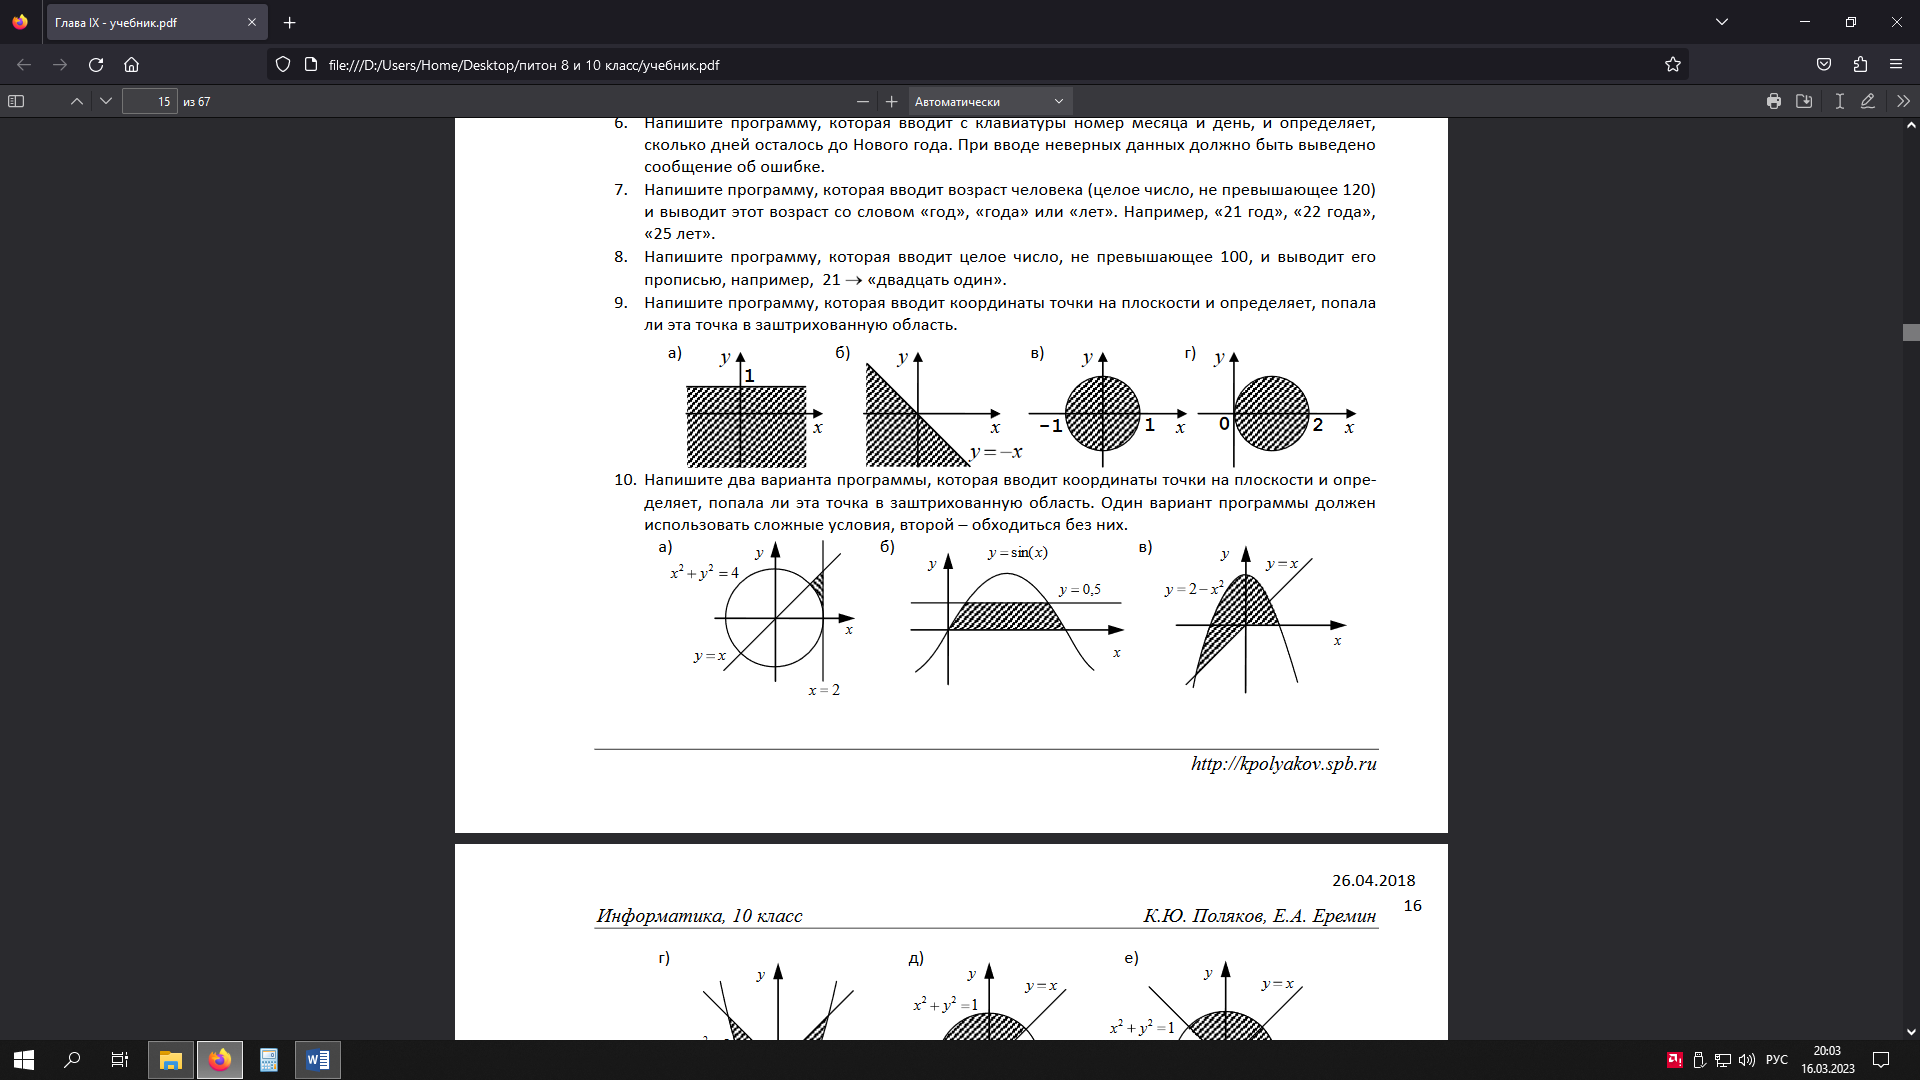 Глава IX - учебник.pdf
file:///D:/Users/Home/Desktop/питон 8 и 10 класс/учебник.pdf
15 из 67
Автоматически
6. Напишите программу, которая вводит с клавиатуры номер месяца и день, и определяет,
сколько дней осталось до Нового года. При вводе неверных данных должно быть выведено
сообщение об ошибке.
7. Напишите программу, которая вводит возраст человека (целое число, не превышающее 120)
и выводит этот возраст со словом «год», «года» или «лет». Например, «21 год», «22 года»,
«25 лет».
8. Напишите программу, которая вводит целое число, не превышающее 100, и выводит его
прописью, например, 21 → «двадцать один».
9. Напишите программу, которая вводит координаты точки на плоскости и определяет, попала
ли эта точка в заштрихованную область.
а) y 1 x
б) y x y = −x
в) y -1 1 x
г) y 0 2 x
10. Напишите два варианта программы, которая вводит координаты точки на плоскости и опре-
деляет, попала ли эта точка в заштрихованную область. Один вариант программы должен
использовать сложные условия, второй – обходиться без них.
а) y x² + y² = 4 x y = x x = 2
б) y = sin(x) y y = 0,5 x
в) y y = x y = 2 − x² x
http://kpolyakov.spb.ru
26.04.2018
Информатика, 10 класс К.Ю. Поляков, Е.А. Еремин 16
г) y
д) y y = x x² + y² = 1
е) y y = x x² + y² = 1
РУС
20:03
16.03.2023